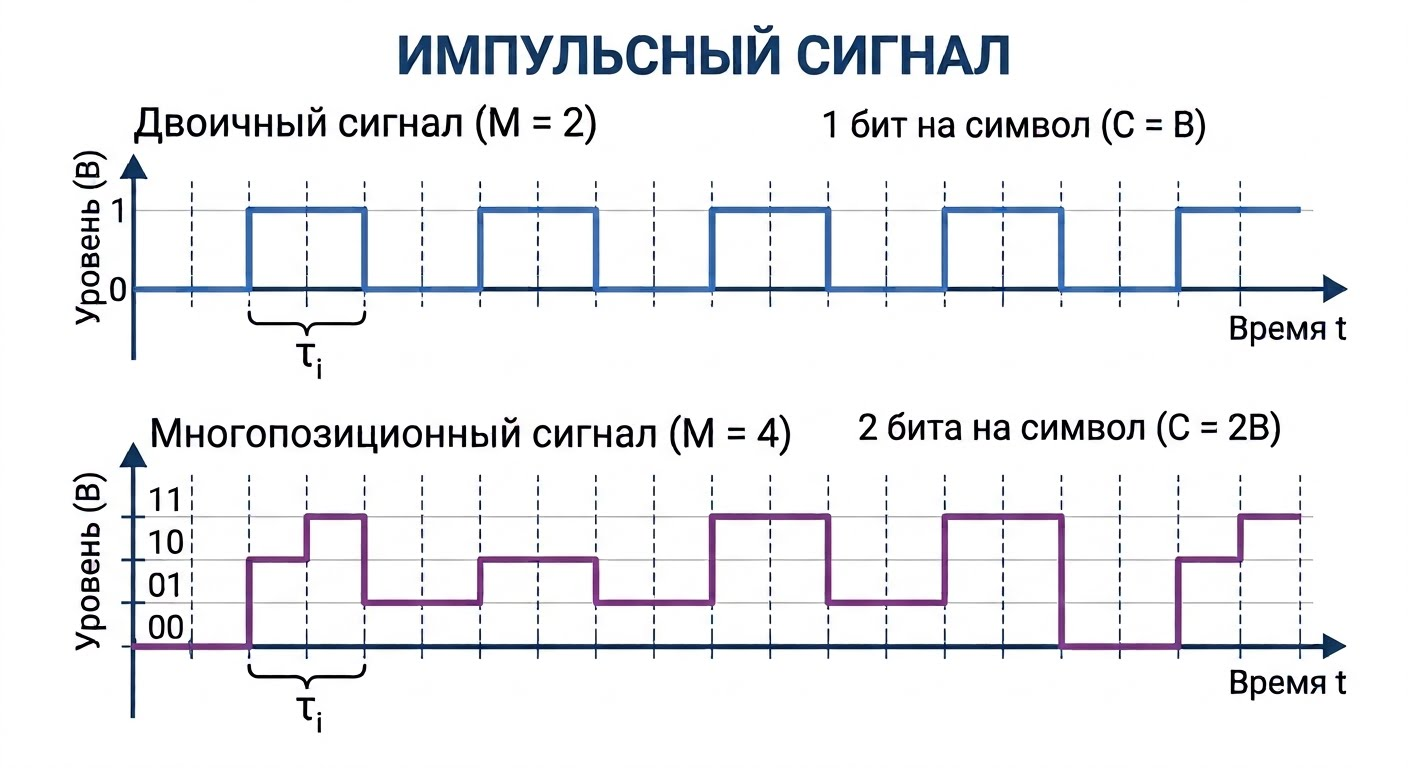 ИМПУЛЬСНЫЙ СИГНАЛ
Двоичный сигнал (M = 2)
1 бит на символ (C = B)
Уровень (В)
1
0
Время t
τi
Многопозиционный сигнал (M = 4)
2 бита на символ (C = 2B)
Уровень (В)
11
10
01
00
Время t
τi